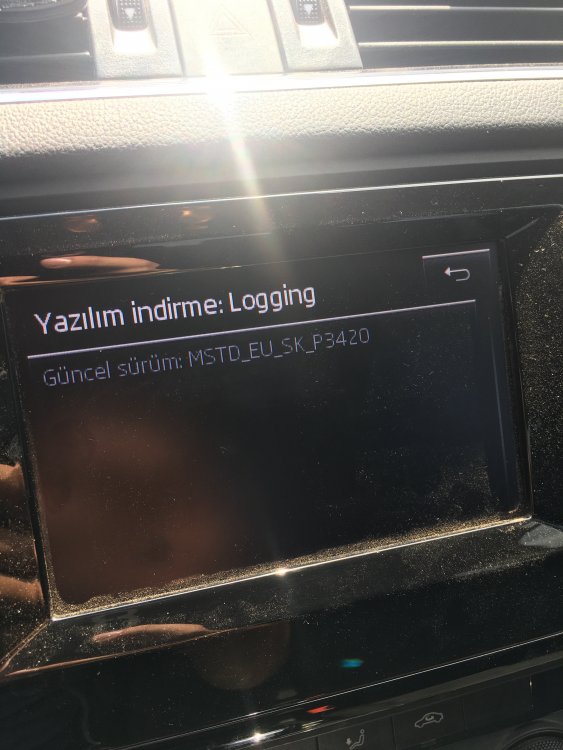 Yazılım indirme: Logging
Güncel sürüm: MSTD_EU_SK_P3420